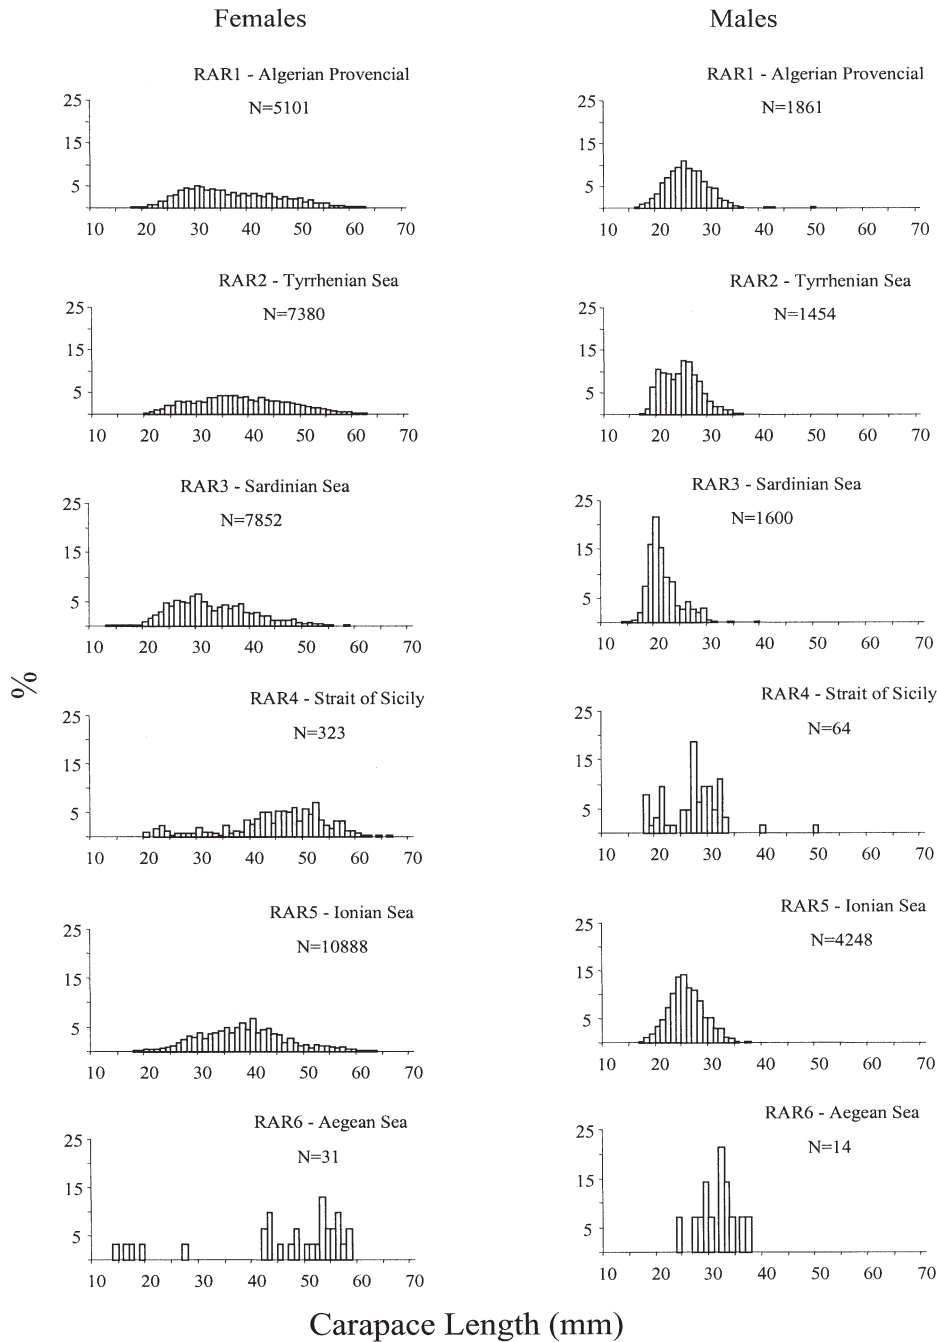 Females
Males
RAR1 - Algerian Provencial
N=5101
25
15
5
10 20 30 40 50 60 70
RAR1 - Algerian Provencial
N=1861
25
15
5
10 20 30 40 50 60 70
RAR2 - Tyrrhenian Sea
N=7380
25
15
5
10 20 30 40 50 60 70
RAR2 - Tyrrhenian Sea
N=1454
25
15
5
10 20 30 40 50 60 70
RAR3 - Sardinian Sea
N=7852
25
15
5
10 20 30 40 50 60 70
RAR3 - Sardinian Sea
N=1600
25
15
5
10 20 30 40 50 60 70
%
RAR4 - Strait of Sicily
N=323
25
15
5
10 20 30 40 50 60 70
RAR4 - Strait of Sicily
N=64
25
15
5
10 20 30 40 50 60 70
RAR5 - Ionian Sea
N=10888
25
15
5
10 20 30 40 50 60 70
RAR5 - Ionian Sea
N=4248
25
15
5
10 20 30 40 50 60 70
RAR6 - Aegean Sea
N=31
25
15
5
10 20 30 40 50 60 70
RAR6 - Aegean Sea
N=14
25
15
5
10 20 30 40 50 60 70
Carapace Length (mm)